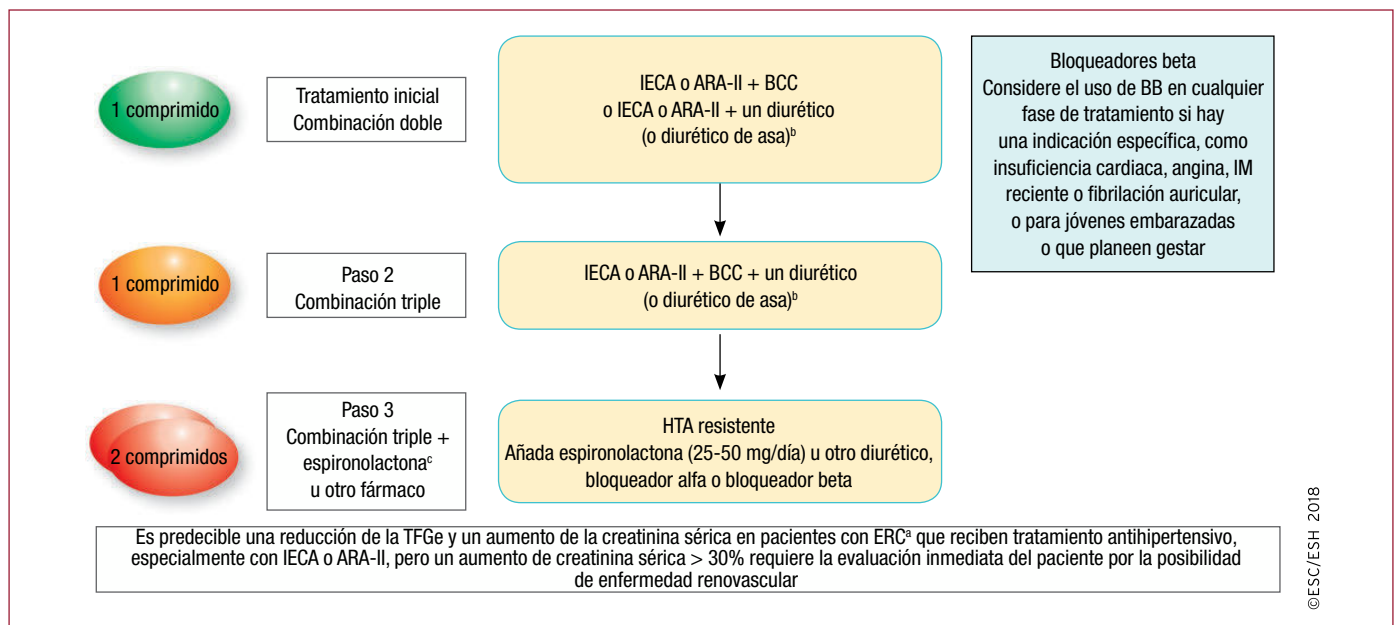 1 comprimido
Tratamiento inicial
Combinación doble
IECA o ARA-II + BCC
o IECA o ARA-II + un diurético
(o diurético de asa)ᵇ
Bloqueadores beta
Considere el uso de BB en cualquier
fase de tratamiento si hay
una indicación específica, como
insuficiencia cardiaca, angina, IM
reciente o fibrilación auricular,
o para jóvenes embarazadas
o que planeen gestar
1 comprimido
Paso 2
Combinación triple
IECA o ARA-II + BCC + un diurético
(o diurético de asa)ᵇ
2 comprimidos
Paso 3
Combinación triple +
espironolactonaᶜ
u otro fármaco
HTA resistente
Añada espironolactona (25-50 mg/día) u otro diurético,
bloqueador alfa o bloqueador beta
Es predecible una reducción de la TFGe y un aumento de la creatinina sérica en pacientes con ERCᵃ que reciben tratamiento antihipertensivo,
especialmente con IECA o ARA-II, pero un aumento de creatinina sérica > 30% requiere la evaluación inmediata del paciente por la posibilidad
de enfermedad renovascular
©ESC/ESH 2018